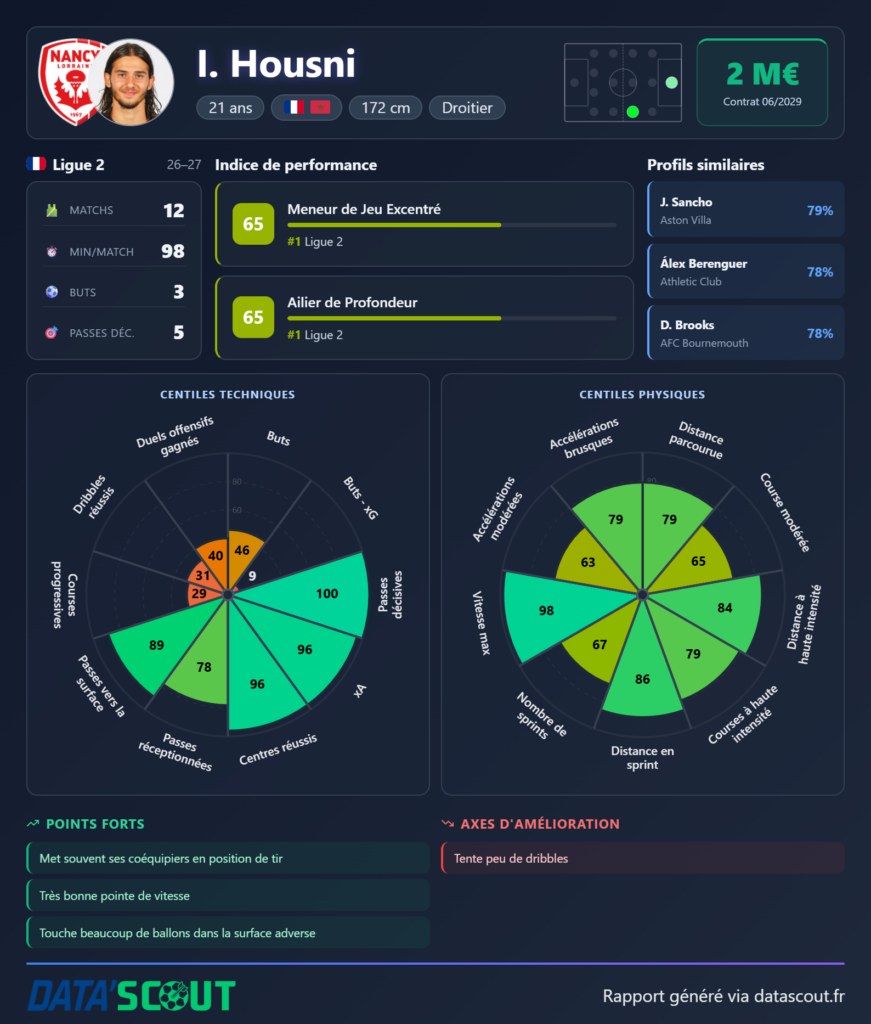 NANCY
LORRAINE
1967
I. Housni
21 ans
172 cm
Droitier
2 M€
Contrat 06/2029
Ligue 2
26–27
MATCHS 12
MIN/MATCH 98
BUTS 3
PASSES DÉC. 5
Indice de performance
65
Meneur de Jeu Excentré
#1 Ligue 2
65
Ailier de Profondeur
#1 Ligue 2
Profils similaires
J. Sancho
Aston Villa
79%
Álex Berenguer
Athletic Club
78%
D. Brooks
AFC Bournemouth
78%
CENTILES TECHNIQUES
Buts
46
Buts - xG
9
Passes
décisives
100
xA
96
Centres réussis
96
Passes
réceptionnées
78
Passes vers la
surface
89
Courses
progressives
29
Dribbles
réussis
31
Duels offensifs
gagnés
40
80
60
CENTILES PHYSIQUES
Distance
parcourue
79
Course modérée
65
Distance à
haute intensité
84
Courses à haute
intensité
79
Distance en
sprint
86
Nombre de
sprints
67
Vitesse max
98
Accélérations
modérées
63
Accélérations
brusques
79
POINTS FORTS
Met souvent ses coéquipiers en position de tir
Très bonne pointe de vitesse
Touche beaucoup de ballons dans la surface adverse
AXES D'AMÉLIORATION
Tente peu de dribbles
DATA'SCOUT
Rapport généré via datascout.fr